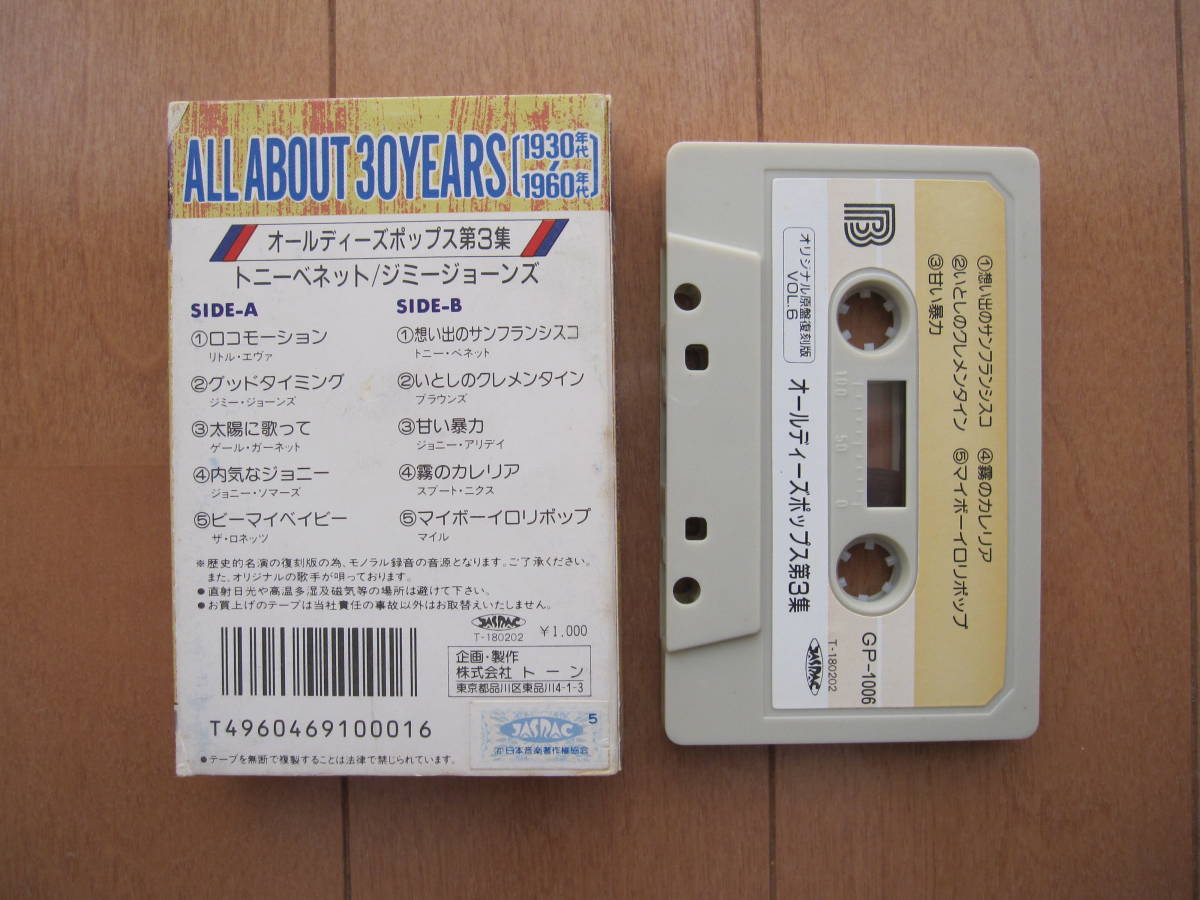 ALL ABOUT 30 YEARS [1930年代/1960年代]
オールディーズポップス第3集
トニーベネット/ジミージョーンズ
SIDE-A
①ロコモーション
リトル・エヴァ
②グッドタイミング
ジミー・ジョーンズ
③太陽に歌って
ゲール・ガーネット
④内気なジョニー
ジョニー・ソマーズ
⑤ビーマイベイビー
ザ・ロネッツ
SIDE-B
①想い出のサンフランシスコ
トニー・ベネット
②いとしのクレメンタイン
ブラウンズ
③甘い暴力
ジョニー・アリデイ
④霧のカレリア
スプートニクス
⑤マイボーイロリポップ
マイル
※歴史的名演の復刻版の為、モノラル録音の音源となります。ご了承ください。
また、オリジナルの歌手が唄っております。
●直射日光や高温多湿及磁気等の場所は避けて下さい。
●お買上げのテープは当社責任の事故以外はお取替えいたしません。
JASRAC
T-180202
¥1,000
企画・製作
株式会社 トーン
東京都品川区東品川4-1-3
T4960469100016
5
JASRAC
日本音楽著作権協会
●テープを無断で複製することは法律で禁じられています。
B
①想い出のサンフランシスコ
②いとしのクレメンタイン
③甘い暴力
④霧のカレリア
⑤マイボーイロリポップ
オリジナル原盤復刻版
VOL.6
オールディーズポップス第3集
100 50 0
GP-1006
JASRAC
T-180202